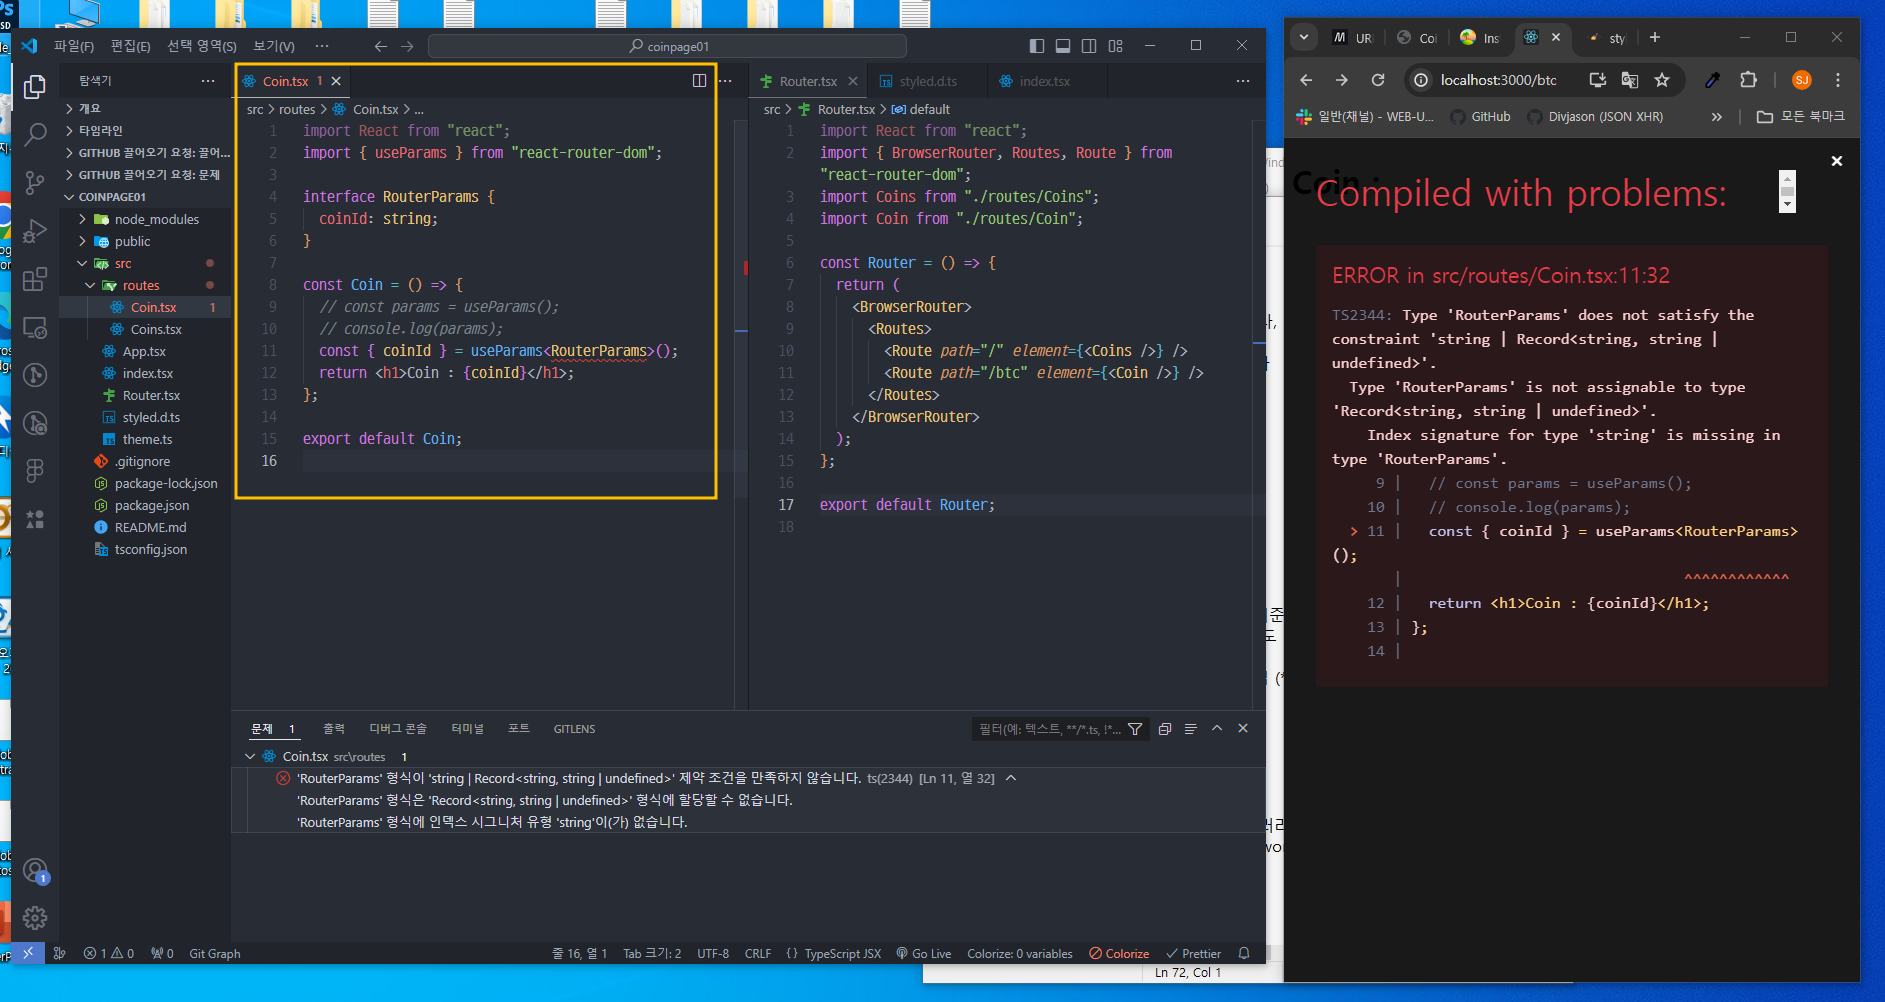 파일(F) 편집(E) 선택 영역(S) 보기(V) ··· coinpage01
탐색기 ···
개요
타임라인
GITHUB 끌어오기 요청: 끌어...
GITHUB 끌어오기 요청: 문제
COINPAGE01
node_modules
public
src
routes
Coin.tsx 1
Coins.tsx
App.tsx
index.tsx
Router.tsx
styled.d.ts
theme.ts
.gitignore
package-lock.json
package.json
README.md
tsconfig.json
Coin.tsx 1
src > routes > Coin.tsx > ...
1 import React from "react";
2 import { useParams } from "react-router-dom";
3
4 interface RouterParams {
5 coinId: string;
6 }
7
8 const Coin = () => {
9 // const params = useParams();
10 // console.log(params);
11 const { coinId } = useParams<RouterParams>();
12 return <h1>Coin : {coinId}</h1>;
13 };
14
15 export default Coin;
16
Router.tsx styled.d.ts index.tsx
src > Router.tsx > default
1 import React from "react";
2 import { BrowserRouter, Routes, Route } from
"react-router-dom";
3 import Coins from "./routes/Coins";
4 import Coin from "./routes/Coin";
5
6 const Router = () => {
7 return (
8 <BrowserRouter>
9 <Routes>
10 <Route path="/" element={<Coins />} />
11 <Route path="/btc" element={<Coin />} />
12 </Routes>
13 </BrowserRouter>
14 );
15 };
16
17 export default Router;
18
문제 1 출력 디버그 콘솔 터미널 포트 GITLENS 필터(예: 텍스트, **/*.ts, !*...
Coin.tsx src\routes 1
'RouterParams' 형식이 'string | Record<string, string | undefined>' 제약 조건을 만족하지 않습니다. ts(2344) [Ln 11, 열 32]
'RouterParams' 형식은 'Record<string, string | undefined>' 형식에 할당할 수 없습니다.
'RouterParams' 형식에 인덱스 시그니처 유형 'string'이(가) 없습니다.
1
1 0 0 Git Graph 줄 16, 열 1 Tab 크기: 2 UTF-8 CRLF { } TypeScript JSX Go Live Colorize: 0 variables Colorize Prettier
Ln 72, Col 1
UR Coi Ins sty
localhost:3000/btc SJ
일반(채널) - WEB-U... GitHub Divjason (JSON XHR) » 모든 북마크
Coin :
Compiled with problems:
ERROR in src/routes/Coin.tsx:11:32
TS2344: Type 'RouterParams' does not satisfy the
constraint 'string | Record<string, string |
undefined>'.
Type 'RouterParams' is not assignable to type
'Record<string, string | undefined>'.
Index signature for type 'string' is missing in
type 'RouterParams'.
9 | // const params = useParams();
10 | // console.log(params);
> 11 | const { coinId } = useParams<RouterParams>
();
| ^^^^^^^^^^^^
12 | return <h1>Coin : {coinId}</h1>;
13 | };
14 |